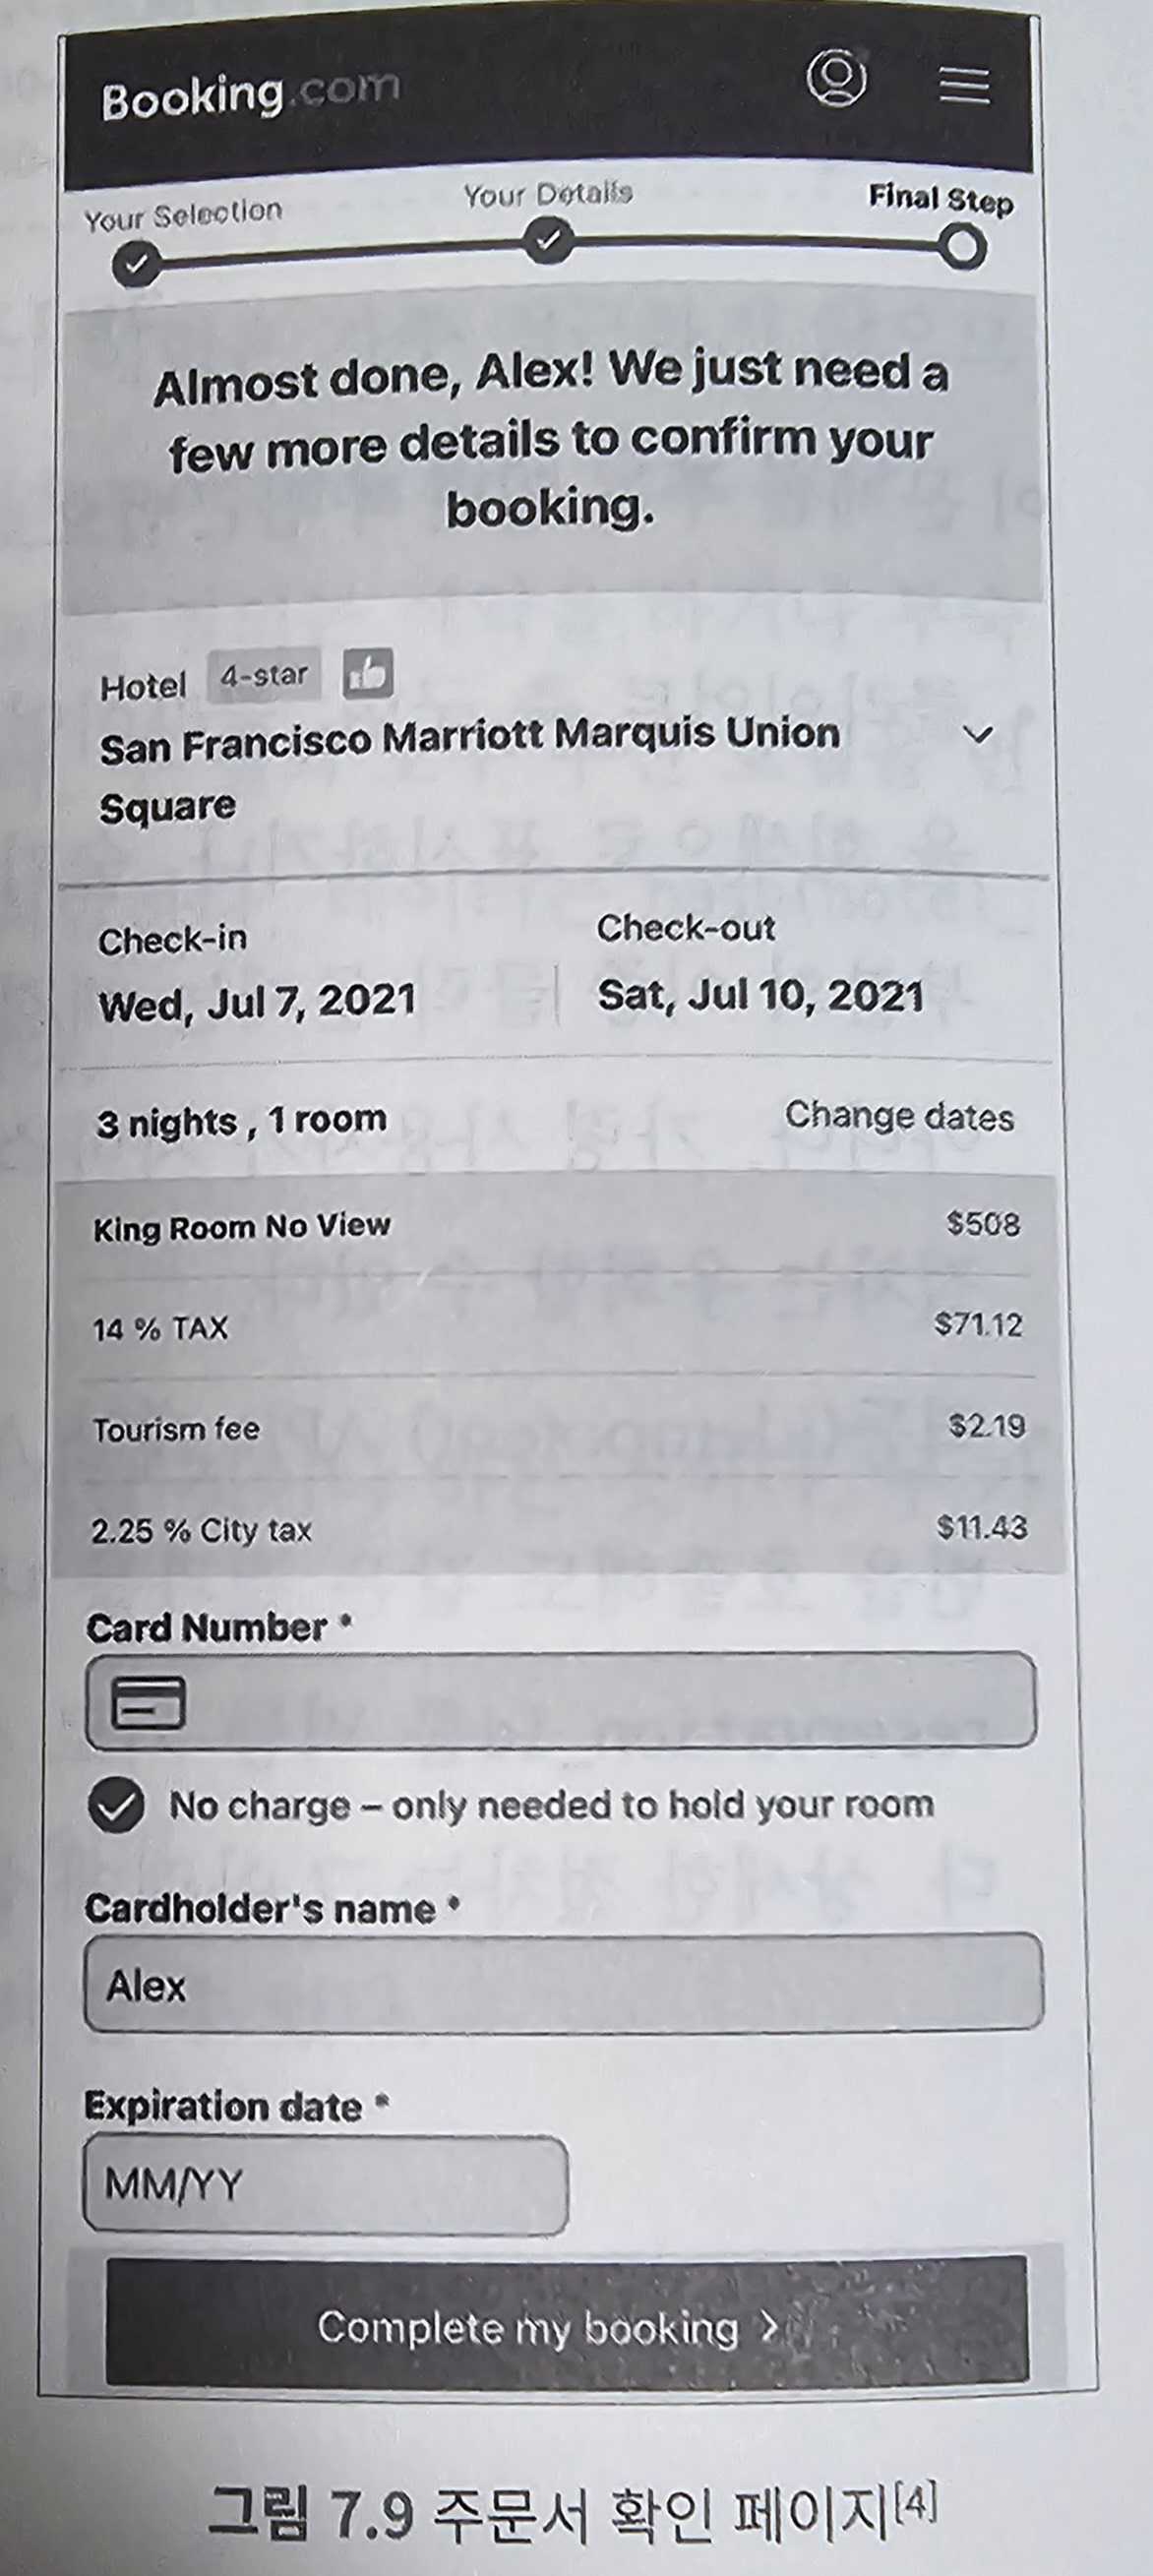 Booking.com
Your Selection
Your Details
Final Step
Almost done, Alex! We just need a
few more details to confirm your
booking.
Hotel 4-star
San Francisco Marriott Marquis Union
Square
Check-in
Check-out
Wed, Jul 7, 2021
Sat, Jul 10, 2021
3 nights , 1 room
Change dates
King Room No View $508
14 % TAX $71.12
Tourism fee $2.19
2.25 % City tax $11.43
Card Number *
No charge – only needed to hold your room
Cardholder's name *
Alex
Expiration date *
MM/YY
Complete my booking >
그림 7.9 주문서 확인 페이지[4]